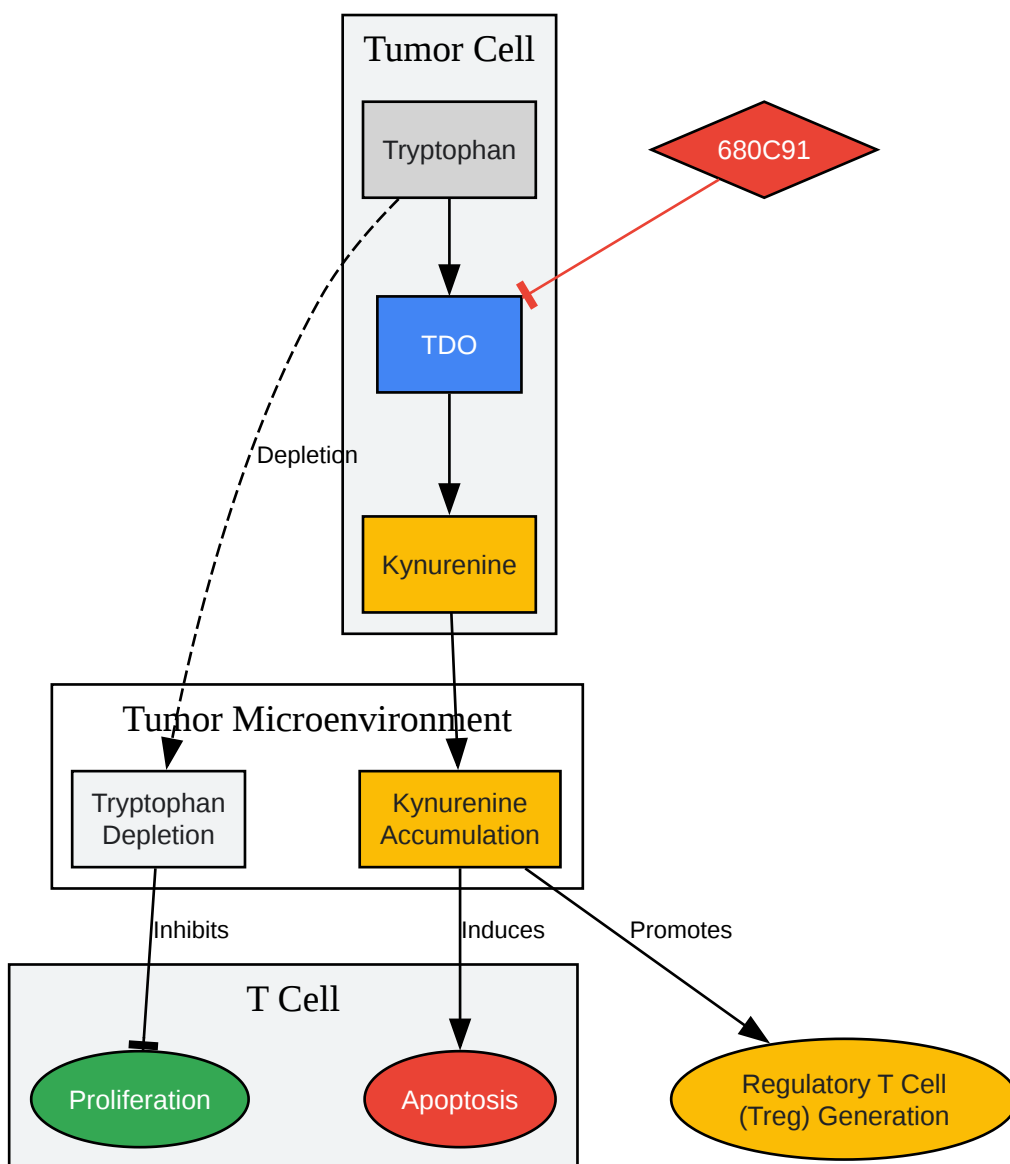 Tumor Cell
Tryptophan
680C91
TDO
Depletion
Kynurenine
Tumor Microenvironment
Tryptophan
Depletion
Kynurenine
Accumulation
Inhibits
Induces
Promotes
T Cell
Proliferation
Apoptosis
Regulatory T Cell
(Treg) Generation